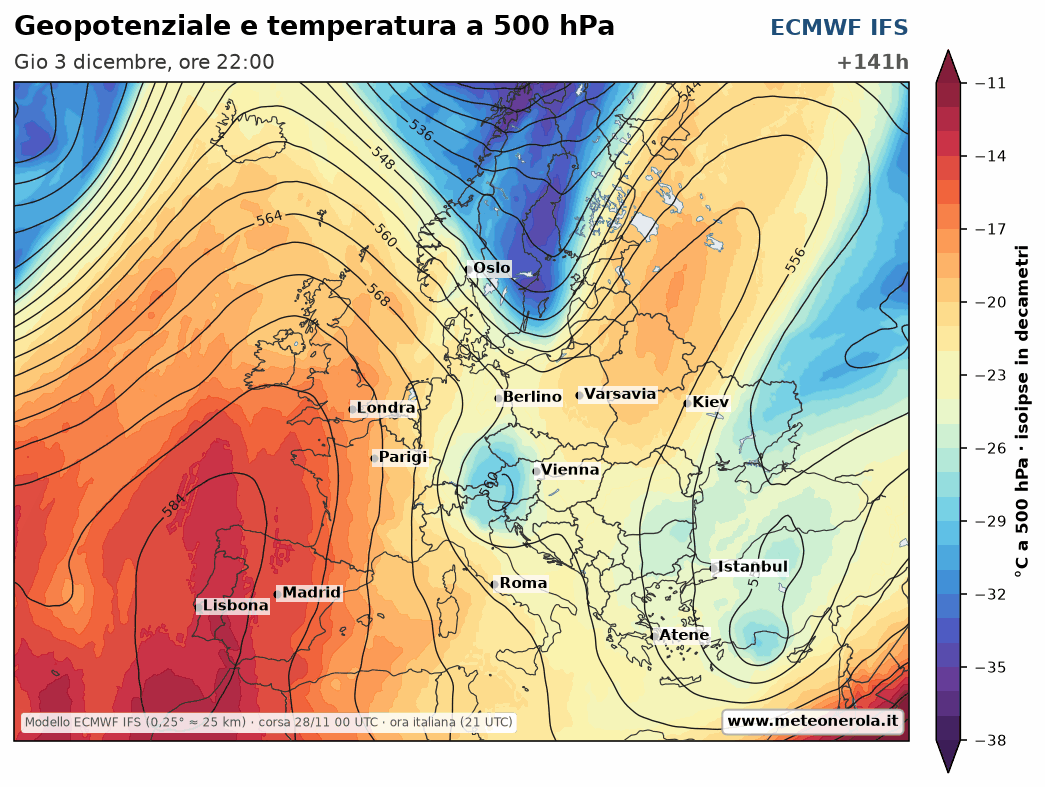 Geopotenziale e temperatura a 500 hPa
ECMWF IFS
Gio 3 dicembre, ore 22:00
+141h
544
536
548
564
560
568
556
Oslo
Berlino
Varsavia
Kiev
Londra
Parigi
Vienna
560
584
Istanbul
Roma
Madrid
Lisbona
Atene
Modello ECMWF IFS (0,25° ≈ 25 km) · corsa 28/11 00 UTC · ora italiana (21 UTC)
www.meteonerola.it
−11
−14
−17
−20
−23
−26
−29
−32
−35
−38
°C a 500 hPa · isoipse in decametri